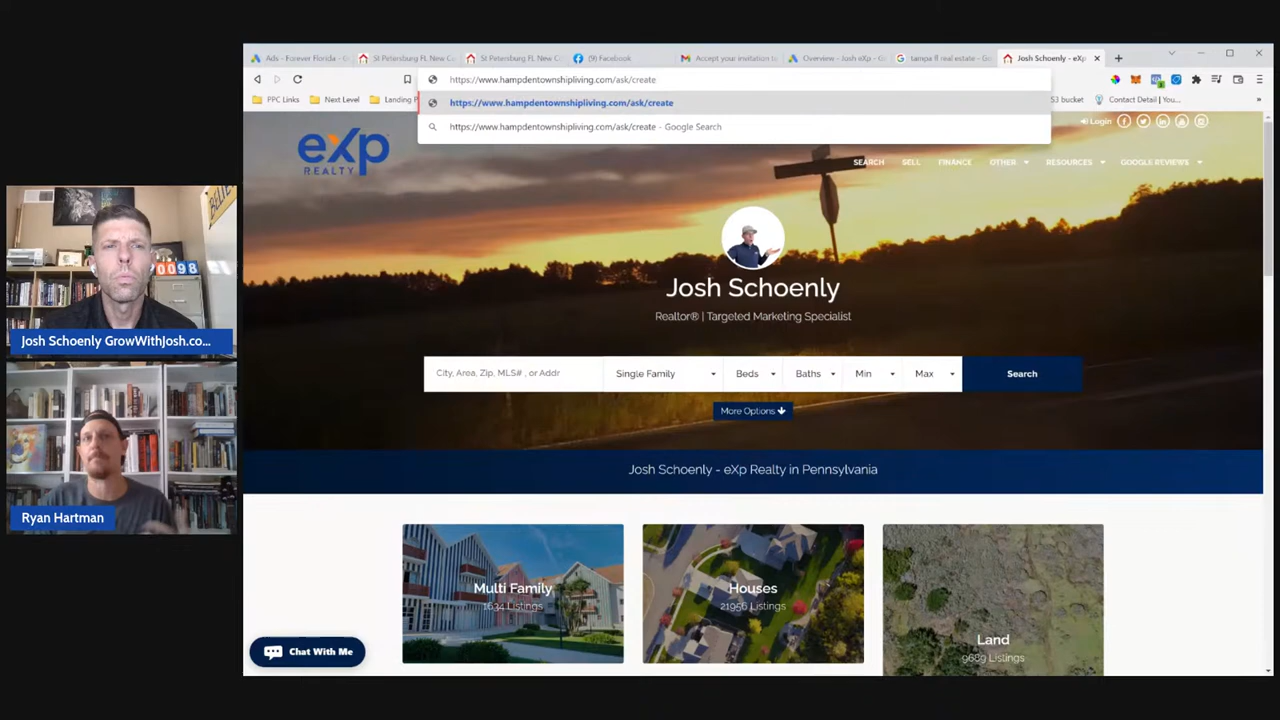 Ads - Forever Florida - G
St Petersburg FL New C
St Petersburg FL New C
(9) Facebook
Accept your invitation t
Overview - Josh eXp - G
tampa fl real estate - Go
Josh Schoenly - eXp
https://www.hampdentownshipliving.com/ask/create
PPC Links
Next Level
Landing P
https://www.hampdentownshipliving.com/ask/create
S3 bucket
Contact Detail | You...
https://www.hampdentownshipliving.com/ask/create - Google Search
Login
eXp
REALTY
SEARCH
SELL
FINANCE
OTHER
RESOURCES
GOOGLE REVIEWS
Josh Schoenly
Realtor® | Targeted Marketing Specialist
City, Area, Zip, MLS# , or Addr
Single Family
Beds
Baths
Min
Max
Search
More Options
Josh Schoenly - eXp Realty in Pennsylvania
Multi Family
1634 Listings
Houses
21956 Listings
Land
9689 Listings
Chat With Me
0098
Josh Schoenly GrowWithJosh.co...
Ryan Hartman